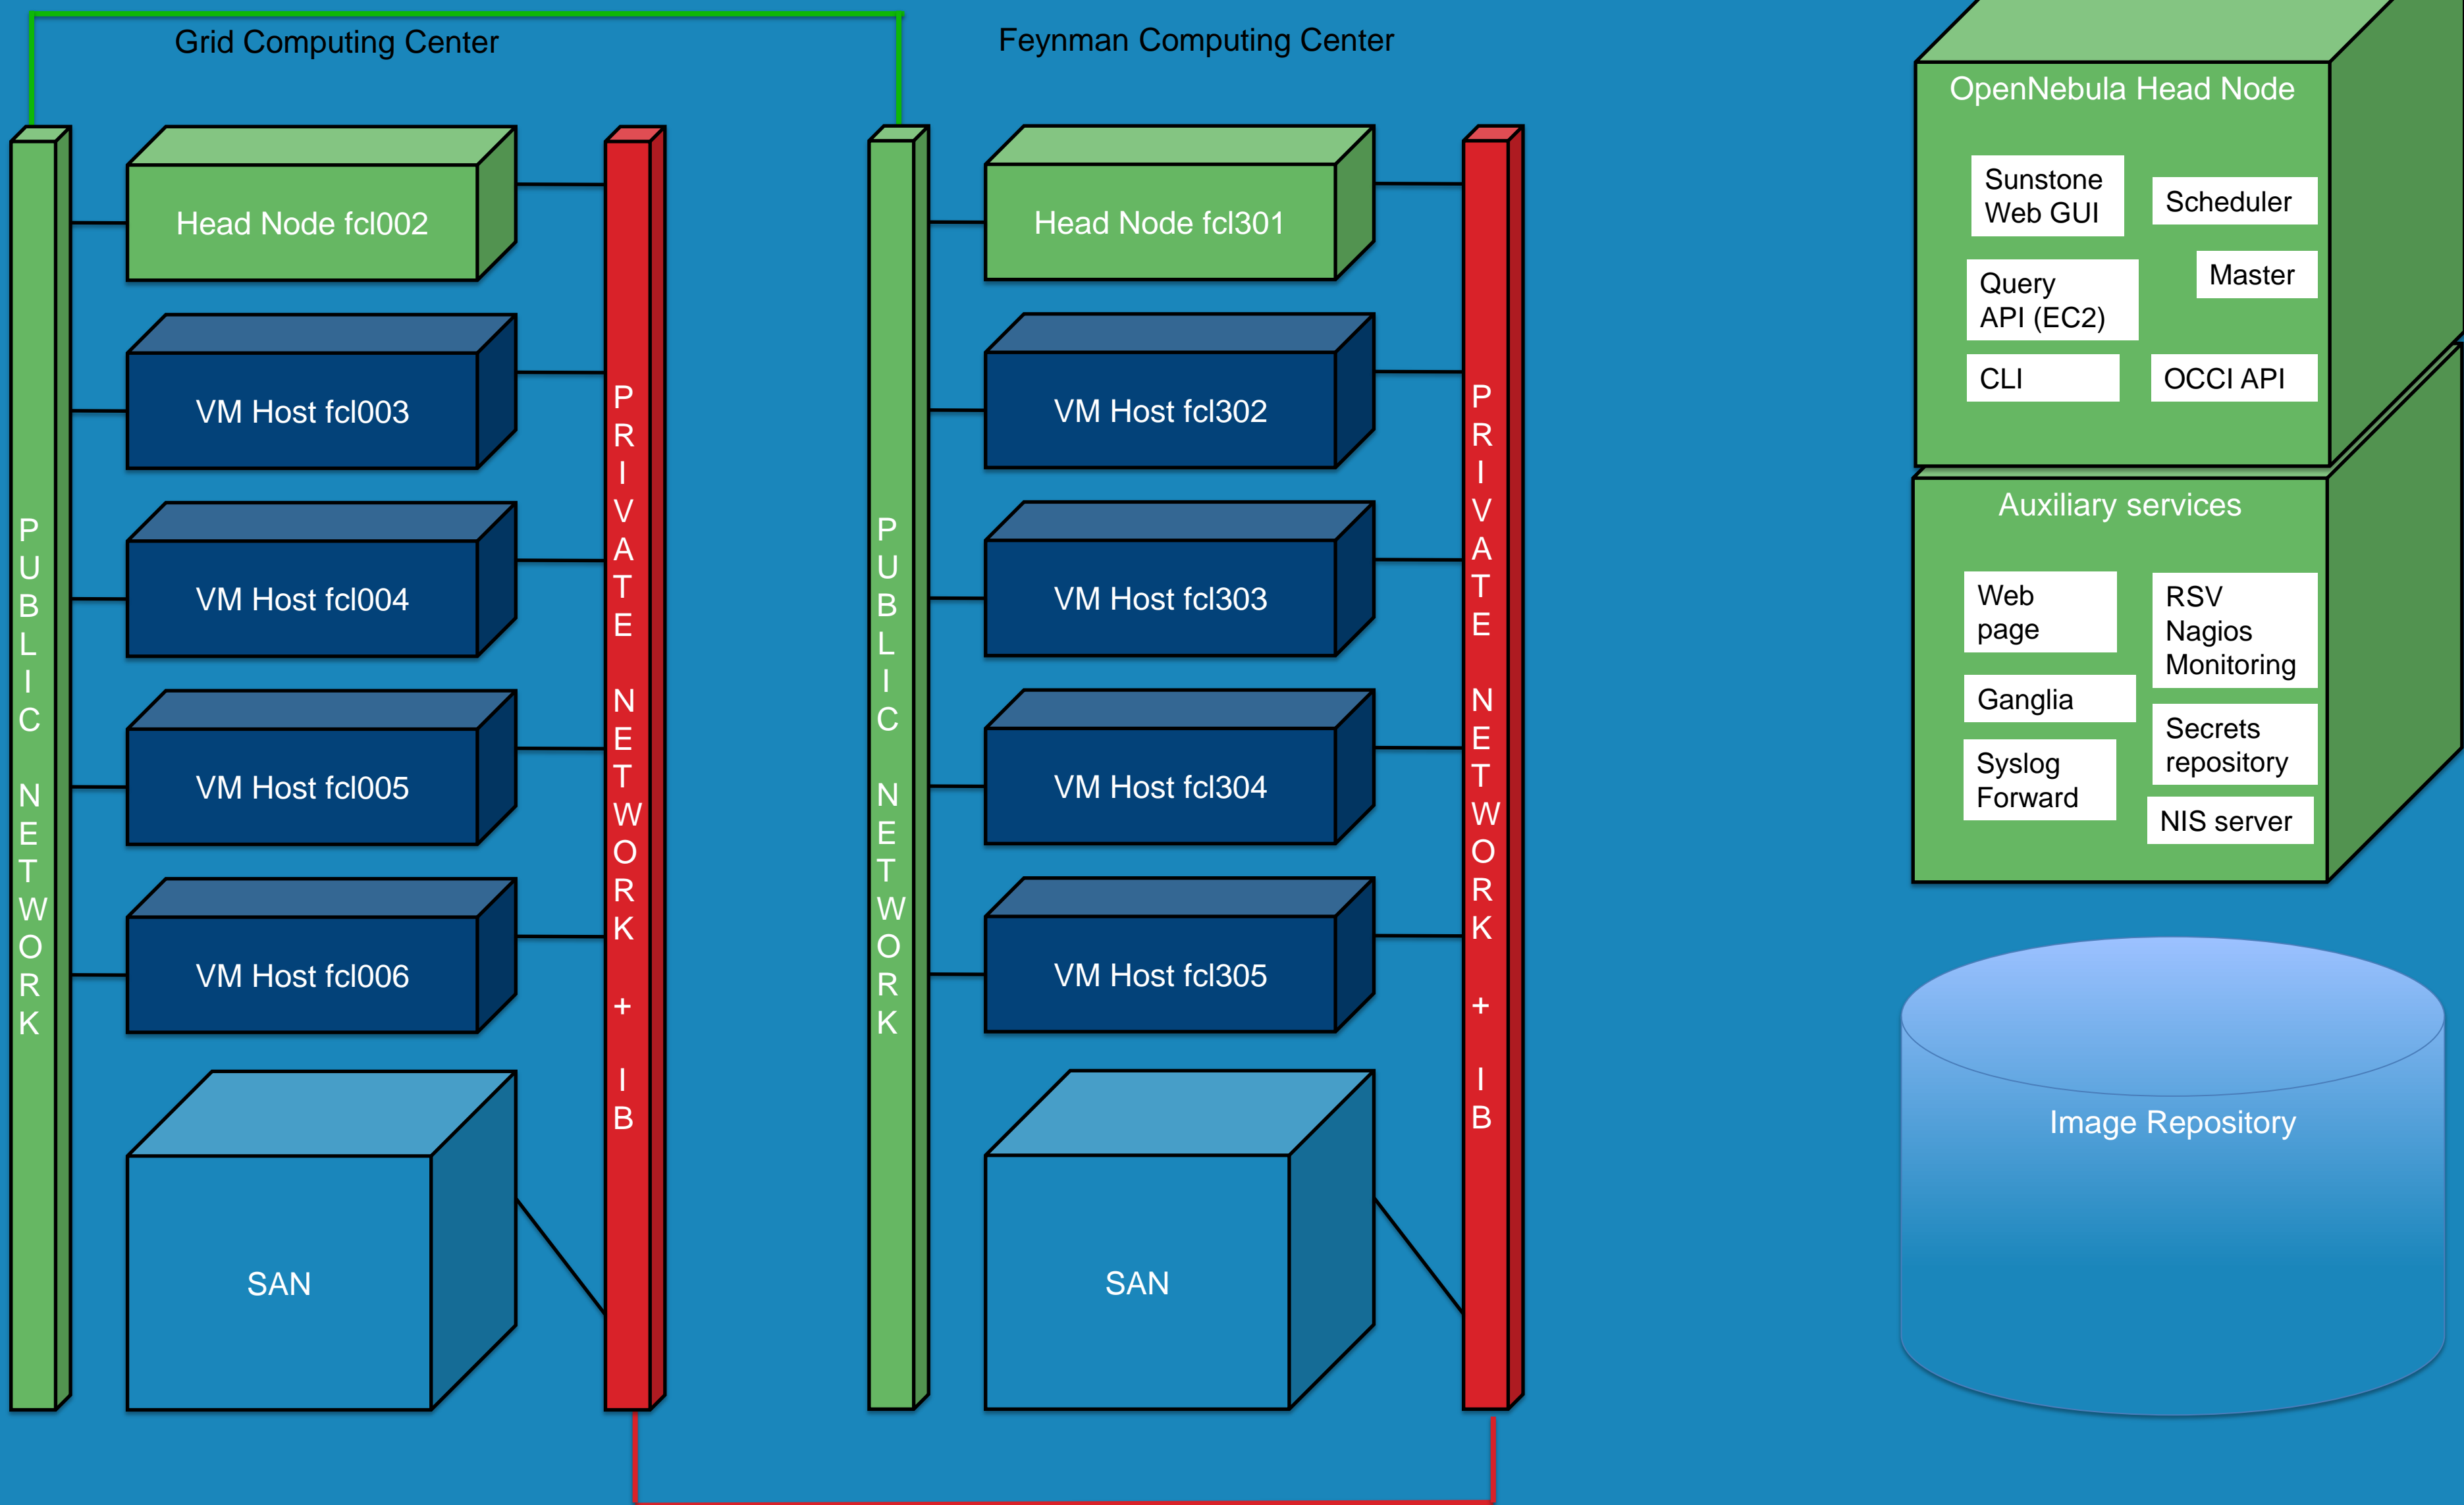 Grid Computing Center
Feynman Computing Center
PUBLIC NETWORK
Head Node fcl002
VM Host fcl003
VM Host fcl004
VM Host fcl005
VM Host fcl006
SAN
PRIVATE NETWORK + IB
PUBLIC NETWORK
Head Node fcl301
VM Host fcl302
VM Host fcl303
VM Host fcl304
VM Host fcl305
SAN
PRIVATE NETWORK + IB
OpenNebula Head Node
Sunstone
Web GUI
Scheduler
Master
Query
API (EC2)
CLI
OCCI API
Auxiliary services
Web
page
RSV
Nagios
Monitoring
Ganglia
Secrets
repository
Syslog
Forward
NIS server
Image Repository